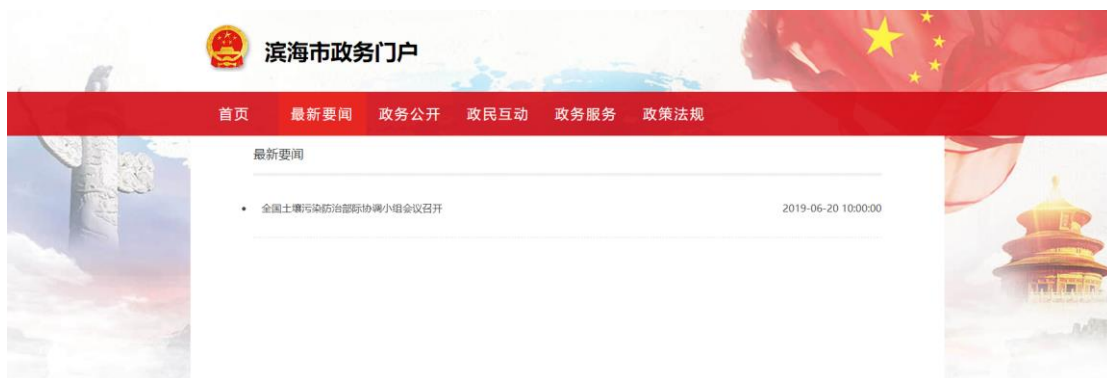 滨海市政务门户
首页 最新要闻 政务公开 政民互动 政务服务 政策法规
最新要闻
• 全国土壤污染防治部际协调小组会议召开 2019-06-20 10:00:00